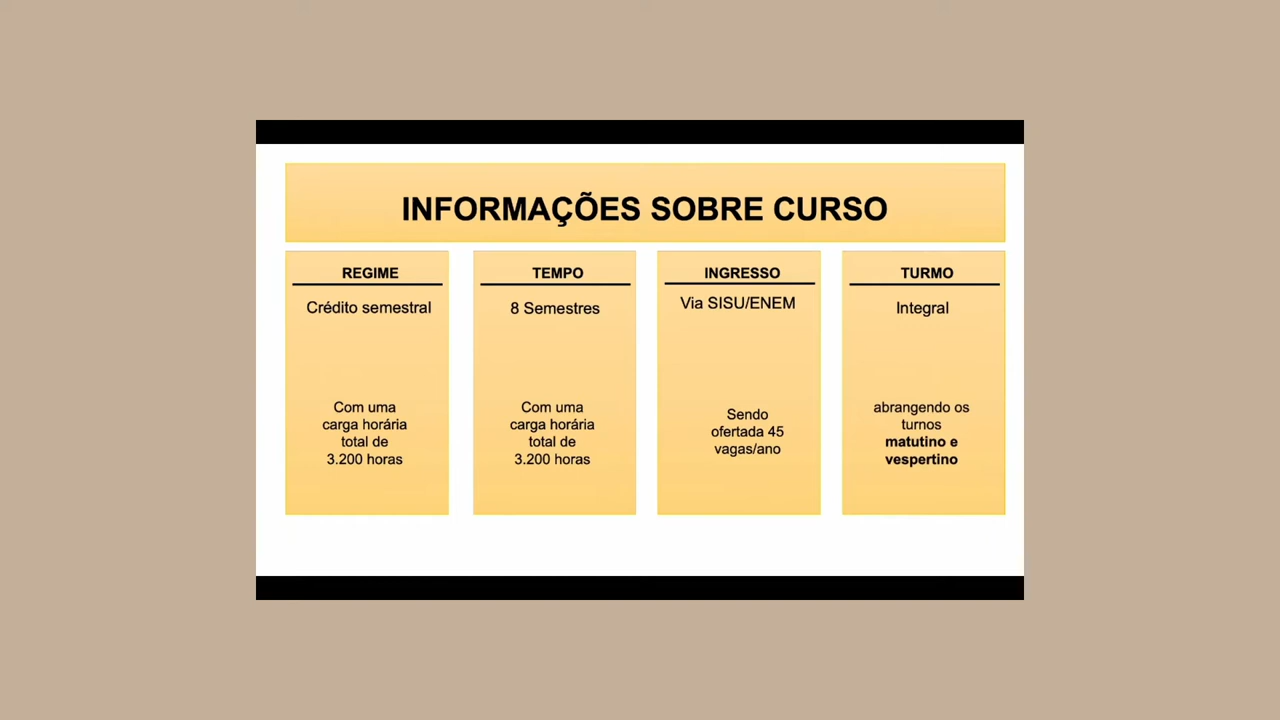 INFORMAÇÕES SOBRE CURSO
REGIME
Crédito semestral
Com uma
carga horária
total de
3.200 horas
TEMPO
8 Semestres
Com uma
carga horária
total de
3.200 horas
INGRESSO
Via SISU/ENEM
Sendo
ofertada 45
vagas/ano
TURMO
Integral
abrangendo os
turnos
matutino e
vespertino